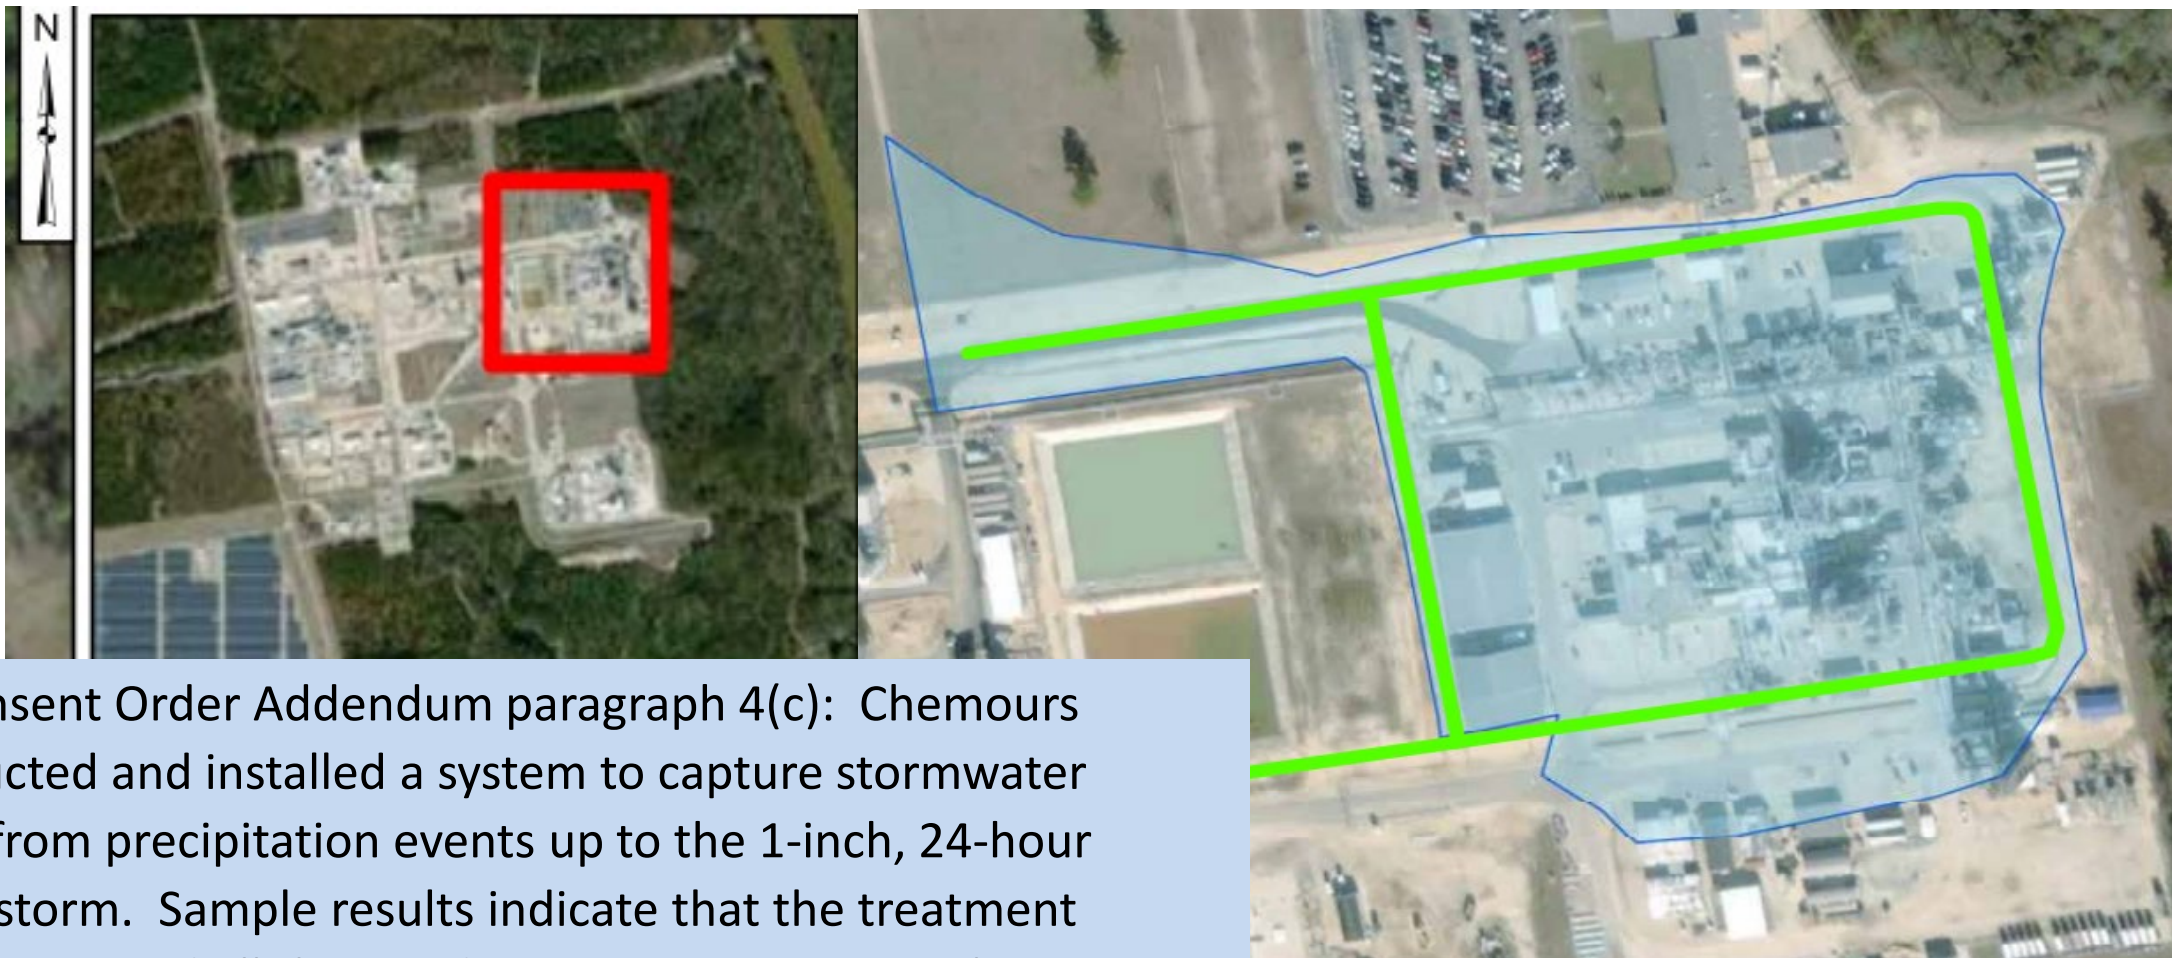 N
nsent Order Addendum paragraph 4(c): Chemours
ucted and installed a system to capture stormwater
from precipitation events up to the 1-inch, 24-hour
storm. Sample results indicate that the treatment